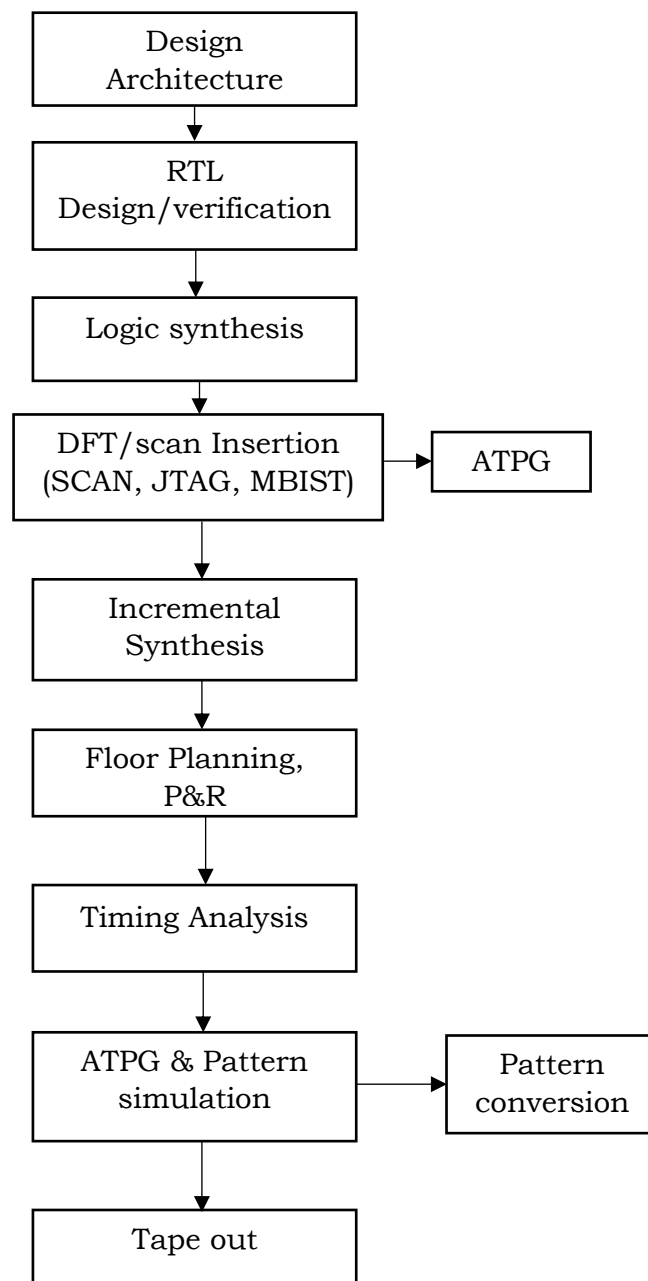 Design
Architecture
RTL
Design/verification
Logic synthesis
DFT/scan Insertion
(SCAN, JTAG, MBIST)
ATPG
Incremental
Synthesis
Floor Planning,
P&R
Timing Analysis
ATPG & Pattern
simulation
Pattern
conversion
Tape out